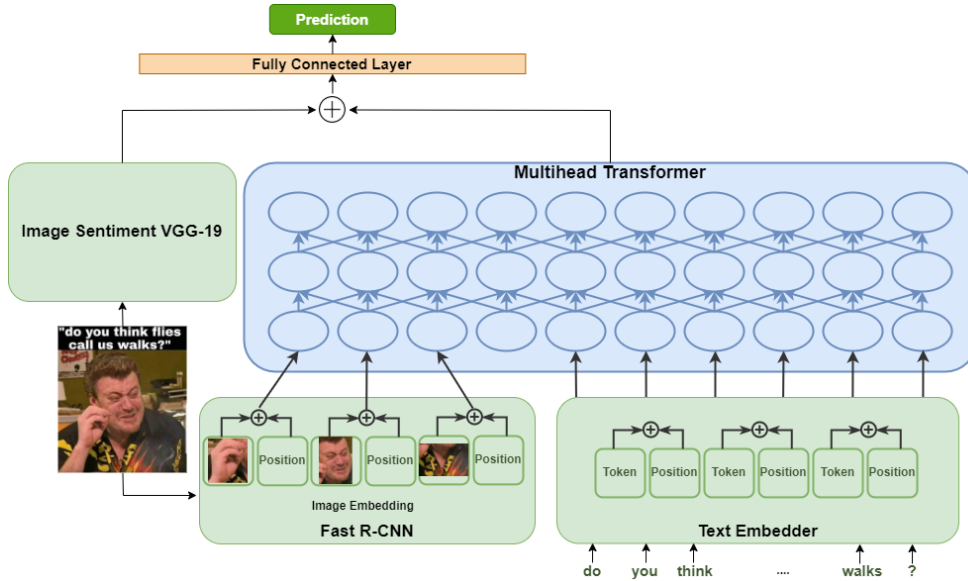 Prediction
Fully Connected Layer
Multihead Transformer
Image Sentiment VGG-19
"do you think flies
call us walks?"
Position
Position
Position
Image Embedding
Fast R-CNN
Token
Position
Token
Position
Token
Position
Text Embedder
do
you
think
....
walks
?